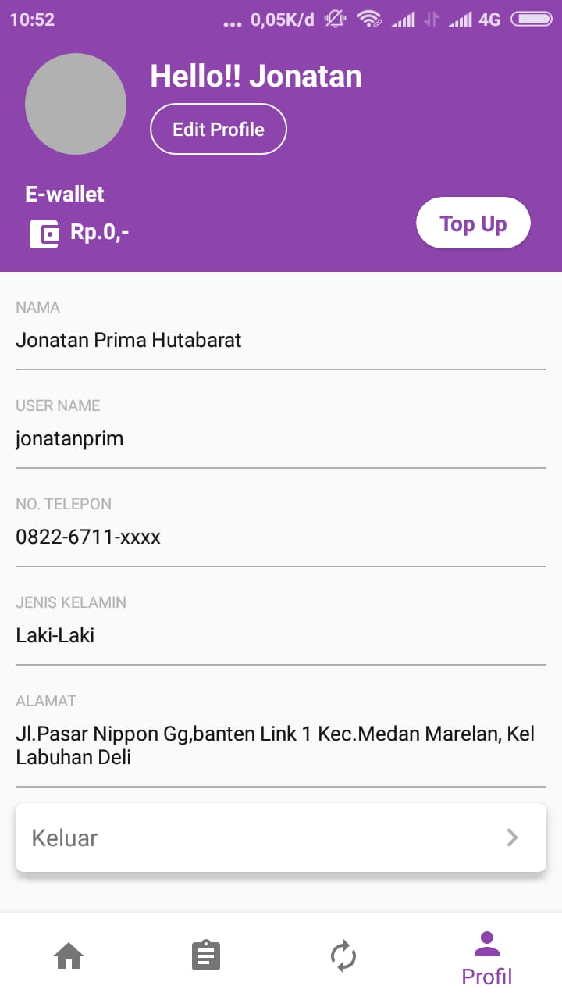 10:52
... 0,05K/d 4G
Hello!! Jonatan
Edit Profile
E-wallet
Rp.0,-
Top Up
NAMA
Jonatan Prima Hutabarat
USER NAME
jonatanprim
NO. TELEPON
0822-6711-xxxx
JENIS KELAMIN
Laki-Laki
ALAMAT
Jl.Pasar Nippon Gg,banten Link 1 Kec.Medan Marelan, Kel
Labuhan Deli
Keluar
Profil